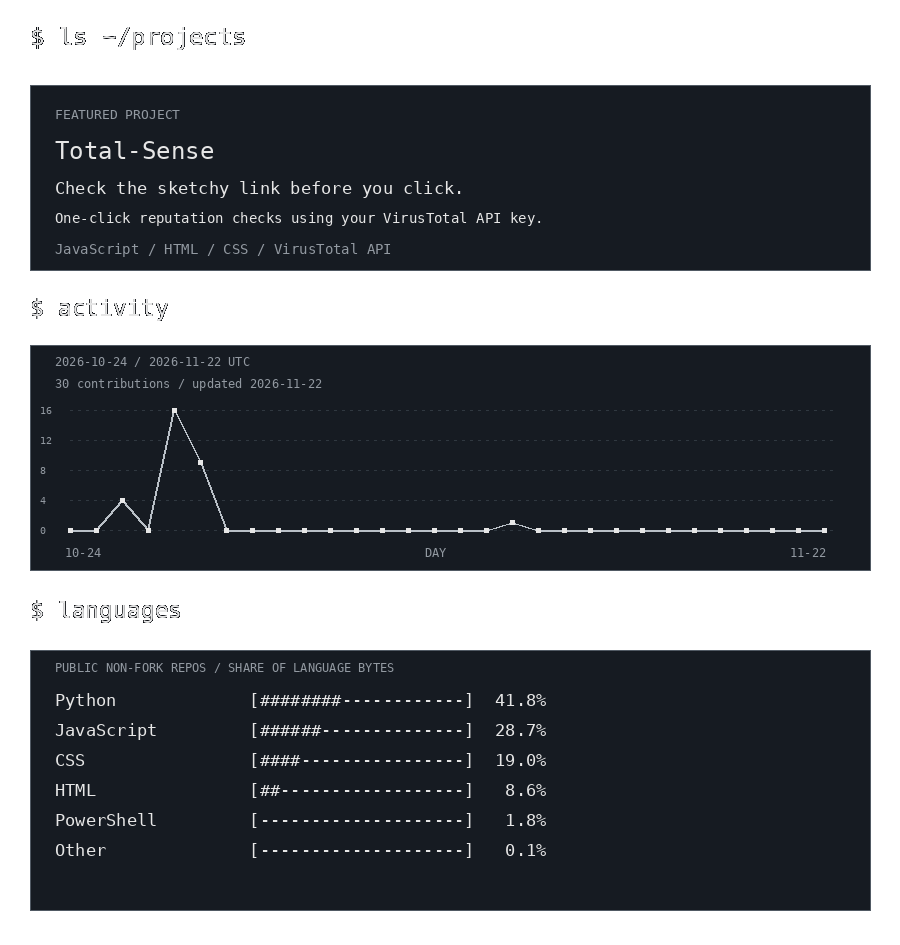 $ ls ~/projects
FEATURED PROJECT
Total-Sense
Check the sketchy link before you click.
One-click reputation checks using your VirusTotal API key.
JavaScript / HTML / CSS / VirusTotal API
$ activity
2026-10-24 / 2026-11-22 UTC
30 contributions / updated 2026-11-22
16
12
8
4
0
10-24 DAY 11-22
$ languages
PUBLIC NON-FORK REPOS / SHARE OF LANGUAGE BYTES
Python [########------------] 41.8%
JavaScript [######--------------] 28.7%
CSS [####----------------] 19.0%
HTML [##------------------] 8.6%
PowerShell [--------------------] 1.8%
Other [--------------------] 0.1%